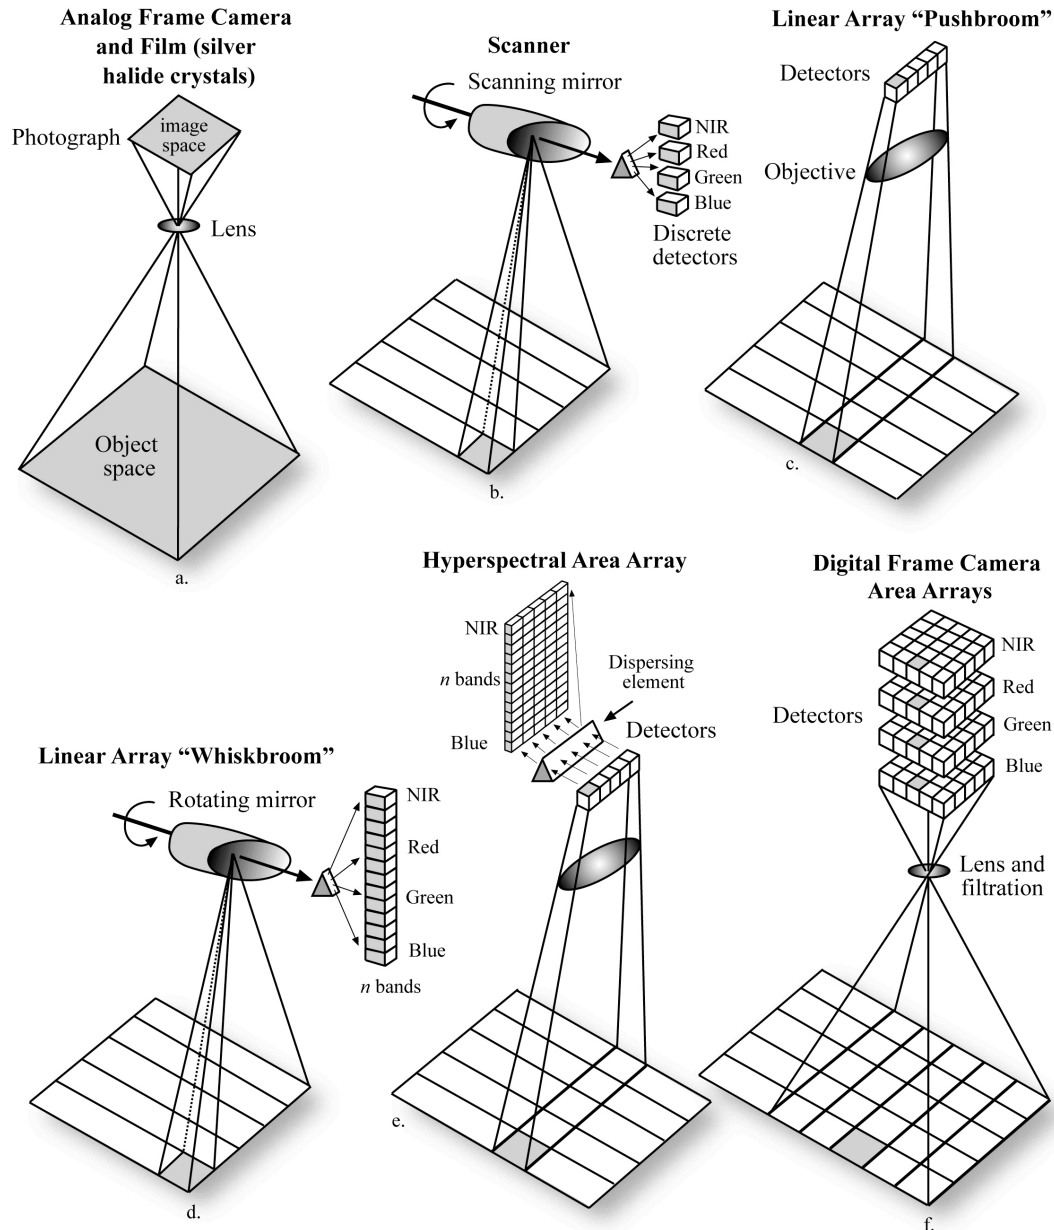 Analog Frame Camera
and Film (silver
halide crystals)
Photograph
image
space
Lens
Object
space
a.
Scanner
Scanning mirror
NIR
Red
Green
Blue
Discrete
detectors
b.
Linear Array “Pushbroom”
Detectors
Objective
c.
Linear Array “Whiskbroom”
Rotating mirror
NIR
Red
Green
Blue
n bands
d.
Hyperspectral Area Array
NIR
n bands
Blue
Dispersing
element
Detectors
e.
Digital Frame Camera
Area Arrays
NIR
Red
Green
Blue
Detectors
Lens and
filtration
f.